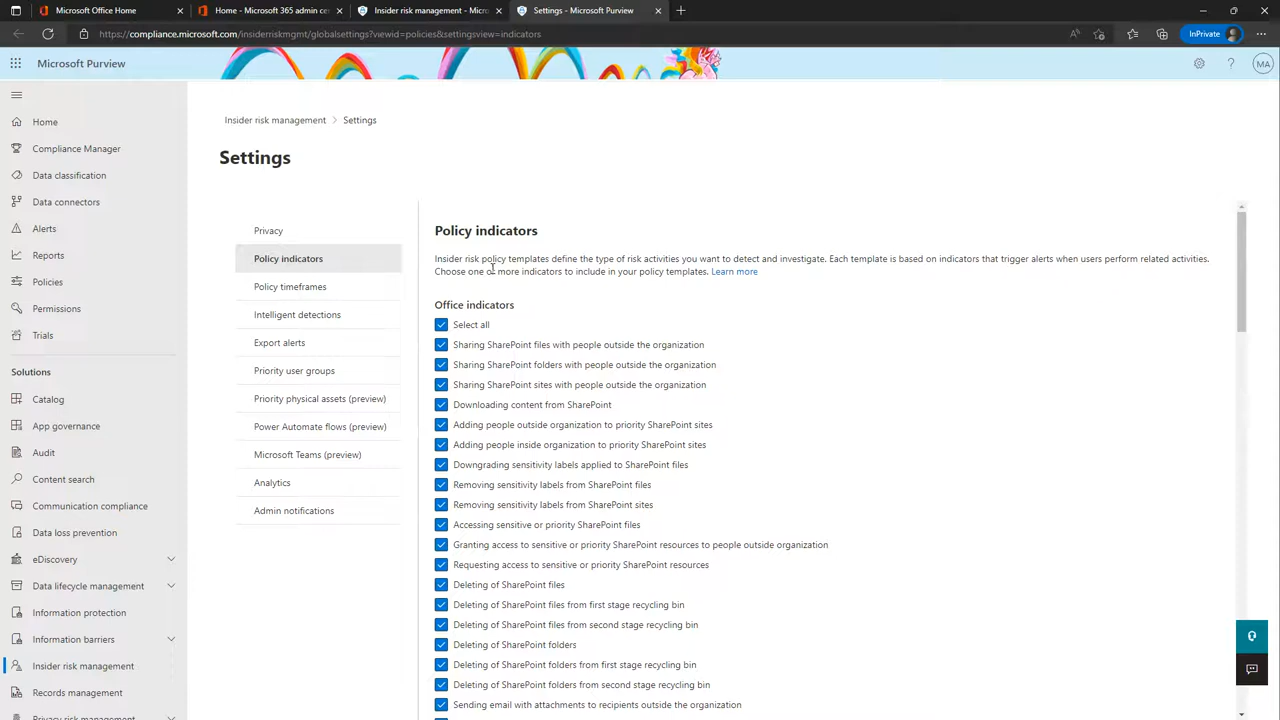 Microsoft Office Home
Home - Microsoft 365 admin cen
Insider risk management - Micro
Settings - Microsoft Purview
https://compliance.microsoft.com/insiderriskmgmt/globalsettings?viewid=policies&settingsview=indicators
InPrivate
Microsoft Purview
MA
Home
Compliance Manager
Data classification
Data connectors
Alerts
Reports
Policies
Permissions
Trials
Solutions
Catalog
App governance
Audit
Content search
Communication compliance
Data loss prevention
eDiscovery
Data lifecycle management
Information protection
Information barriers
Insider risk management
Records management
Privacy risk management
Insider risk management > Settings
Settings
Privacy
Policy indicators
Policy timeframes
Intelligent detections
Export alerts
Priority user groups
Priority physical assets (preview)
Power Automate flows (preview)
Microsoft Teams (preview)
Analytics
Admin notifications
Policy indicators
Insider risk policy templates define the type of risk activities you want to detect and investigate. Each template is based on indicators that trigger alerts when users perform related activities.
Choose one or more indicators to include in your policy templates. Learn more
Office indicators
Select all
Sharing SharePoint files with people outside the organization
Sharing SharePoint folders with people outside the organization
Sharing SharePoint sites with people outside the organization
Downloading content from SharePoint
Adding people outside organization to priority SharePoint sites
Adding people inside organization to priority SharePoint sites
Downgrading sensitivity labels applied to SharePoint files
Removing sensitivity labels from SharePoint files
Removing sensitivity labels from SharePoint sites
Accessing sensitive or priority SharePoint files
Granting access to sensitive or priority SharePoint resources to people outside organization
Requesting access to sensitive or priority SharePoint resources
Deleting of SharePoint files
Deleting of SharePoint files from first stage recycling bin
Deleting of SharePoint files from second stage recycling bin
Deleting of SharePoint folders
Deleting of SharePoint folders from first stage recycling bin
Deleting of SharePoint folders from second stage recycling bin
Sending email with attachments to recipients outside the organization